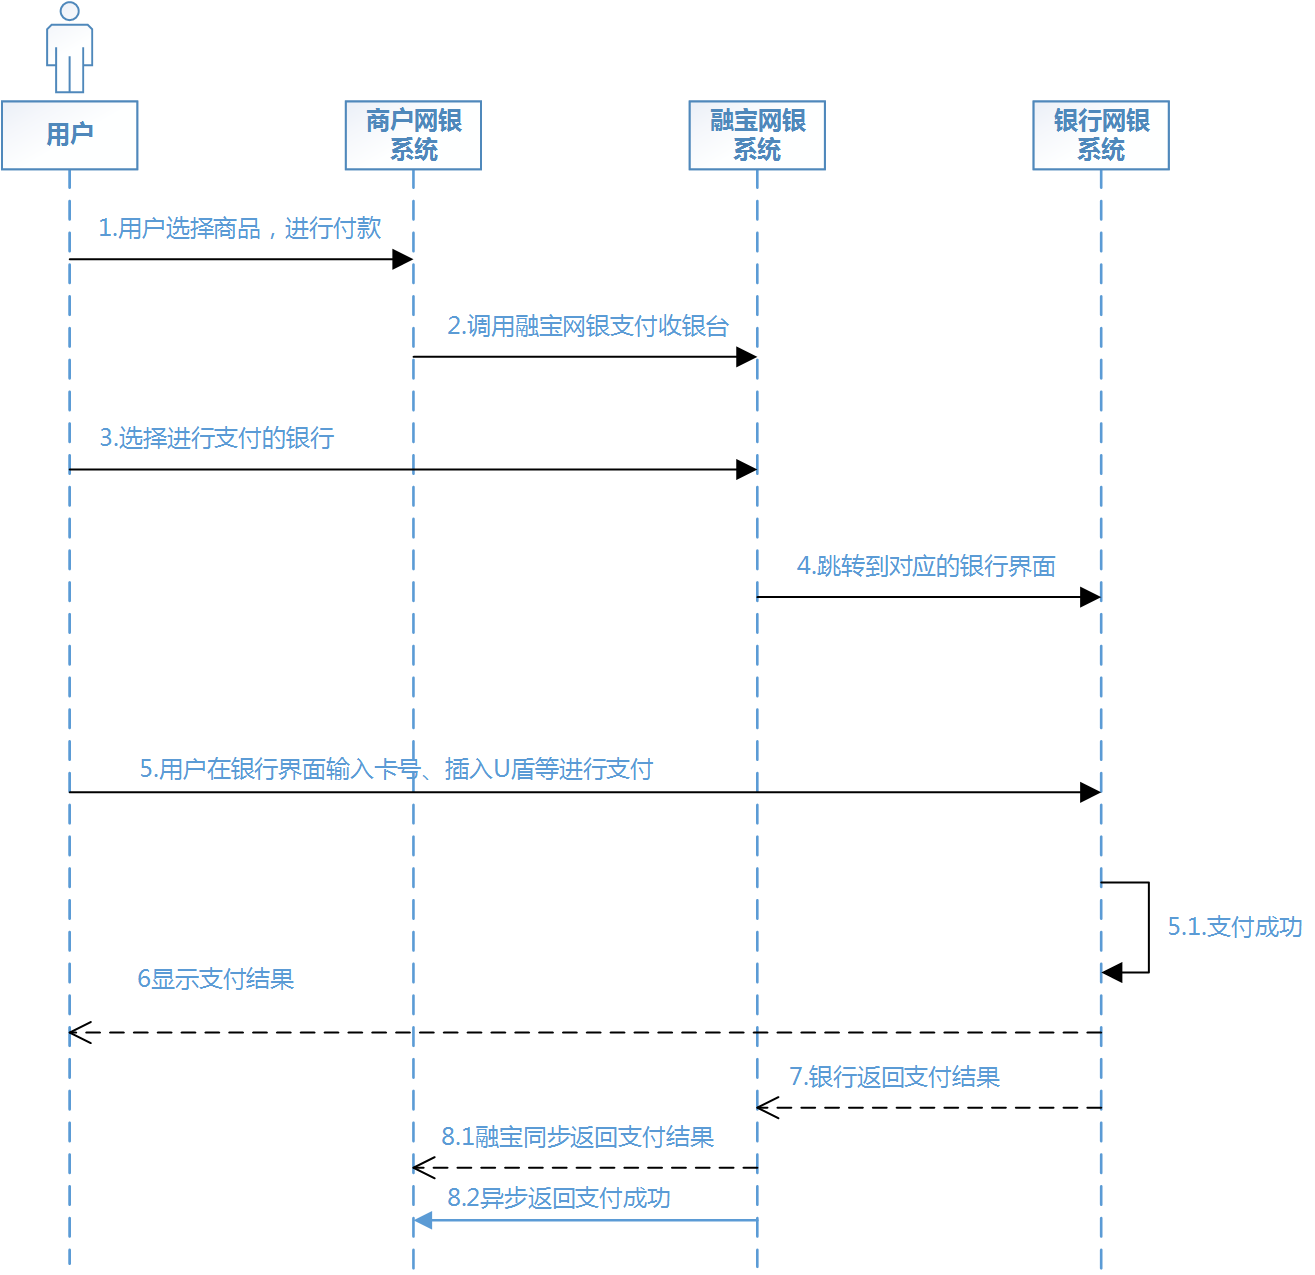 用户
商户网银
系统
融宝网银
系统
银行网银
系统
1.用户选择商品，进行付款
2.调用融宝网银支付收银台
3.选择进行支付的银行
4.跳转到对应的银行界面
5.用户在银行界面输入卡号、插入U盾等进行支付
5.1.支付成功
6显示支付结果
7.银行返回支付结果
8.1融宝同步返回支付结果
8.2异步返回支付成功